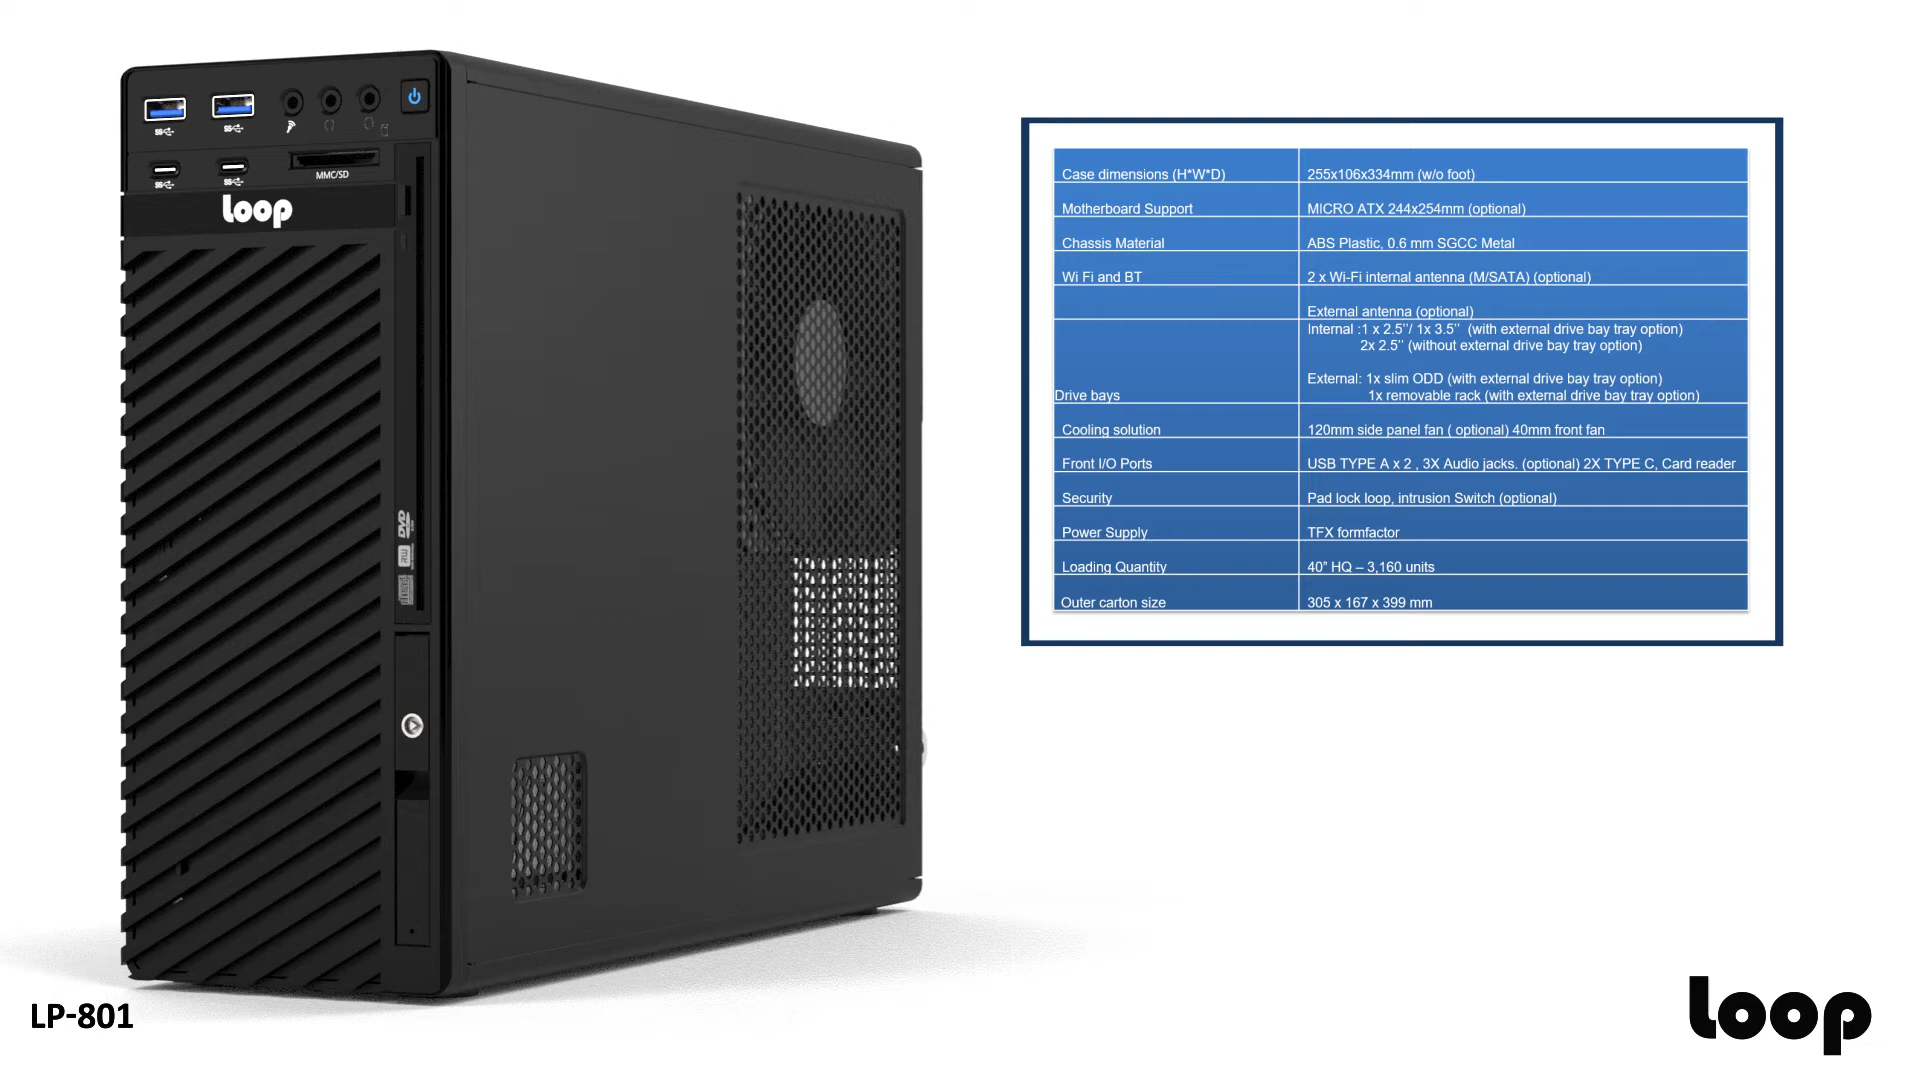 SS
SS
SS
SS
MMC/SD
loop
DVD
RW
Case dimensions (H*W*D) 255x106x334mm (w/o foot)
Motherboard Support MICRO ATX 244x254mm (optional)
Chassis Material ABS Plastic, 0.6 mm SGCC Metal
Wi Fi and BT 2 x Wi-Fi internal antenna (M/SATA) (optional)
External antenna (optional)
Internal :1 x 2.5’’/ 1x 3.5’’ (with external drive bay tray option)
2x 2.5’’ (without external drive bay tray option)
External: 1x slim ODD (with external drive bay tray option)
Drive bays 1x removable rack (with external drive bay tray option)
Cooling solution 120mm side panel fan ( optional) 40mm front fan
Front I/O Ports USB TYPE A x 2 , 3X Audio jacks. (optional) 2X TYPE C, Card reader
Security Pad lock loop, intrusion Switch (optional)
Power Supply TFX formfactor
Loading Quantity 40” HQ – 3,160 units
Outer carton size 305 x 167 x 399 mm
LP-801
loop